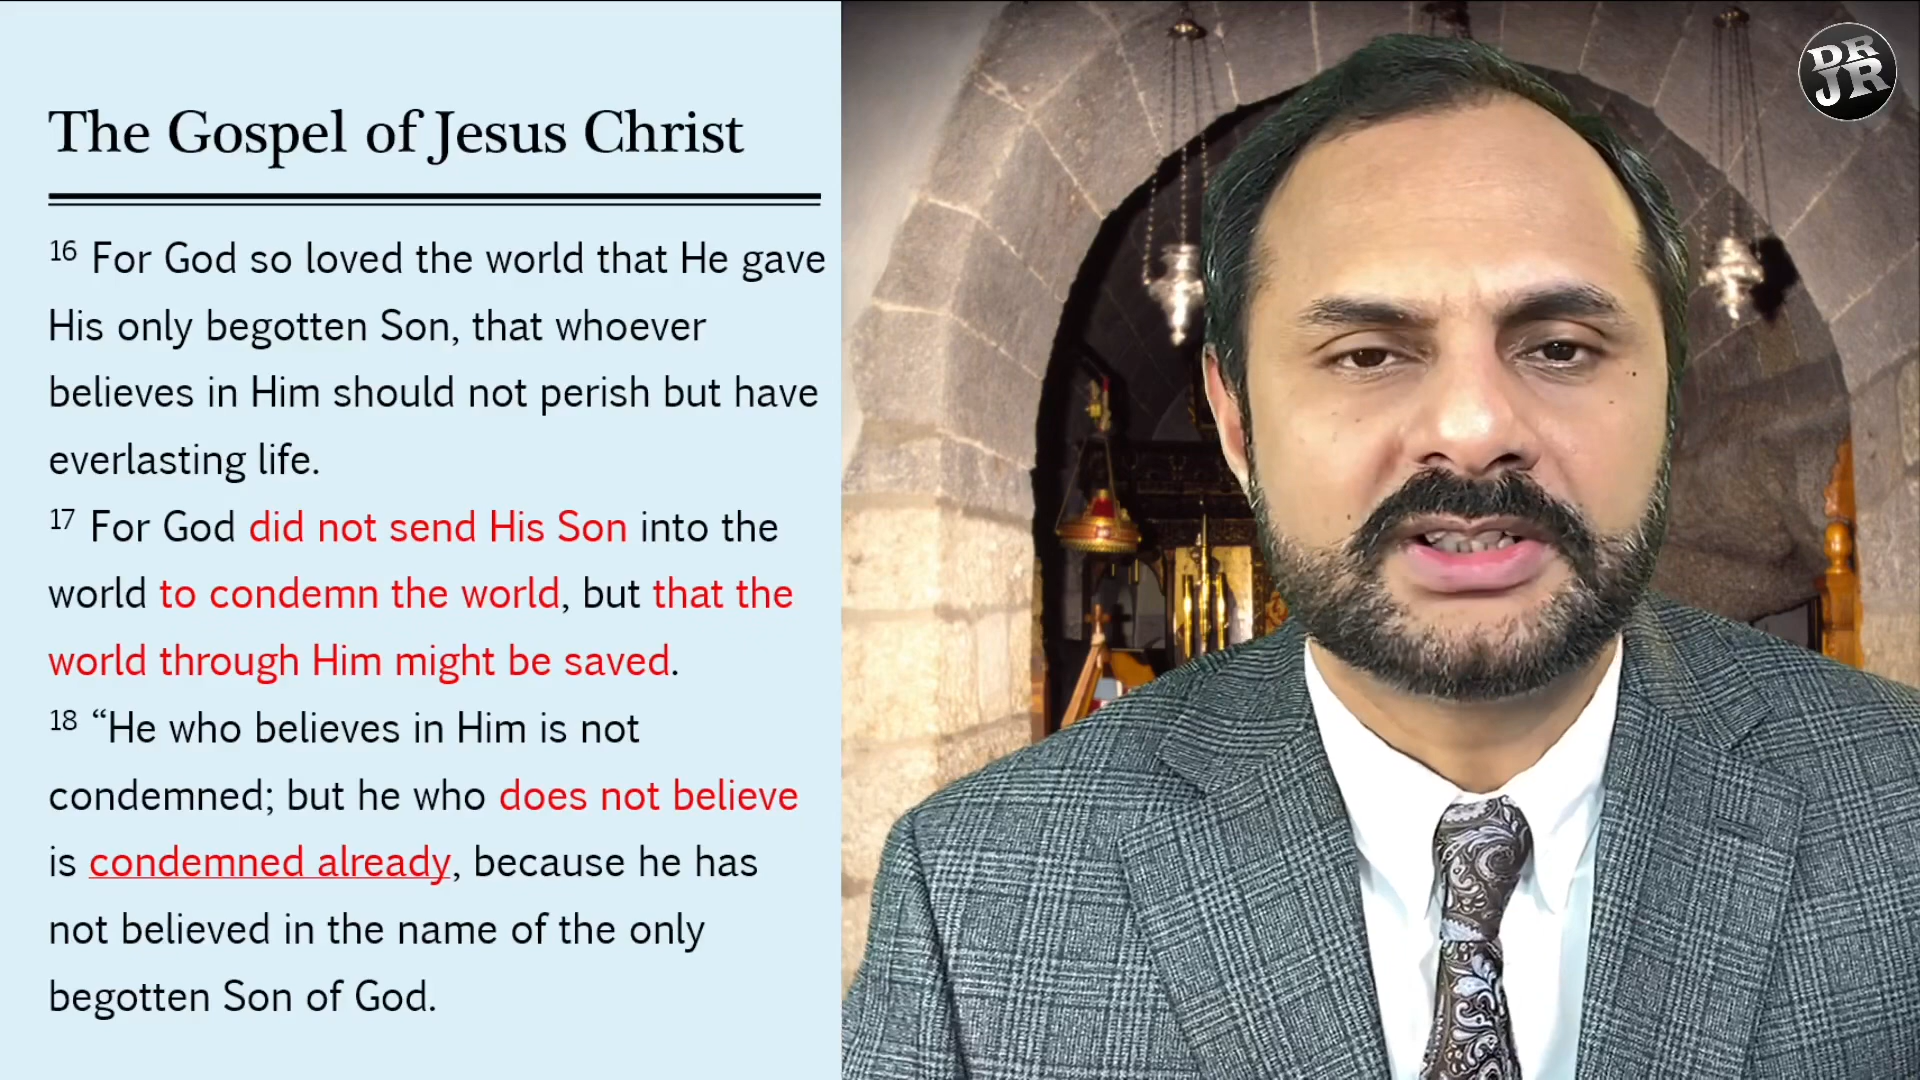 The Gospel of Jesus Christ
16 For God so loved the world that He gave
His only begotten Son, that whoever
believes in Him should not perish but have
everlasting life.
17 For God did not send His Son into the
world to condemn the world, but that the
world through Him might be saved.
18 “He who believes in Him is not
condemned; but he who does not believe
is condemned already, because he has
not believed in the name of the only
begotten Son of God.
DR
JR